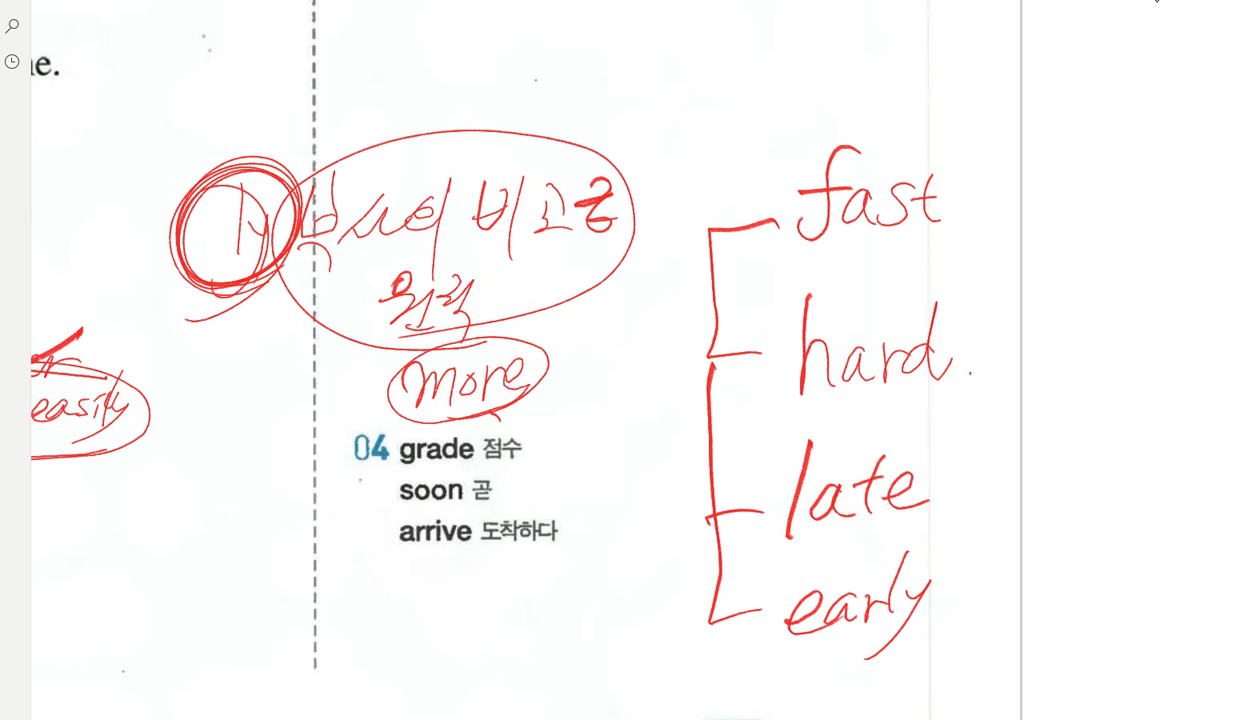 부사의 비교급
원칙
more
easily
04 grade 점수
soon 곧
arrive 도착하다
fast
hard.
late
early